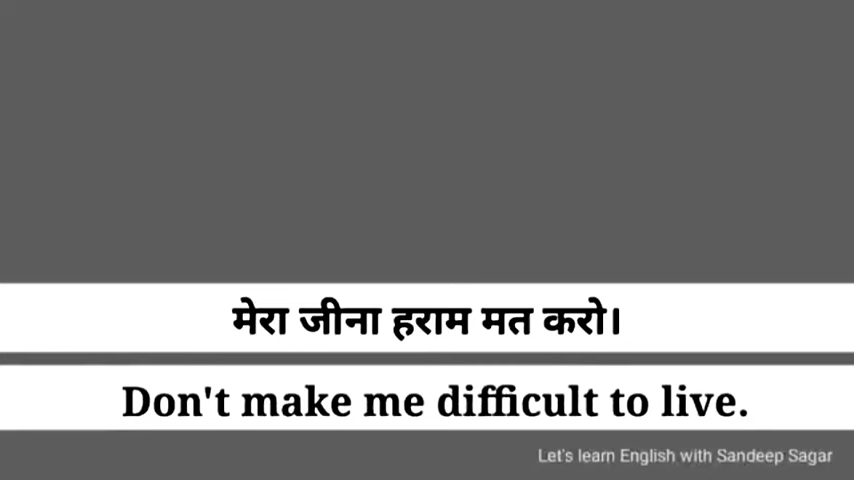 मेरा जीना हराम मत करो।
Don't make me difficult to live.
Let's learn English with Sandeep Sagar